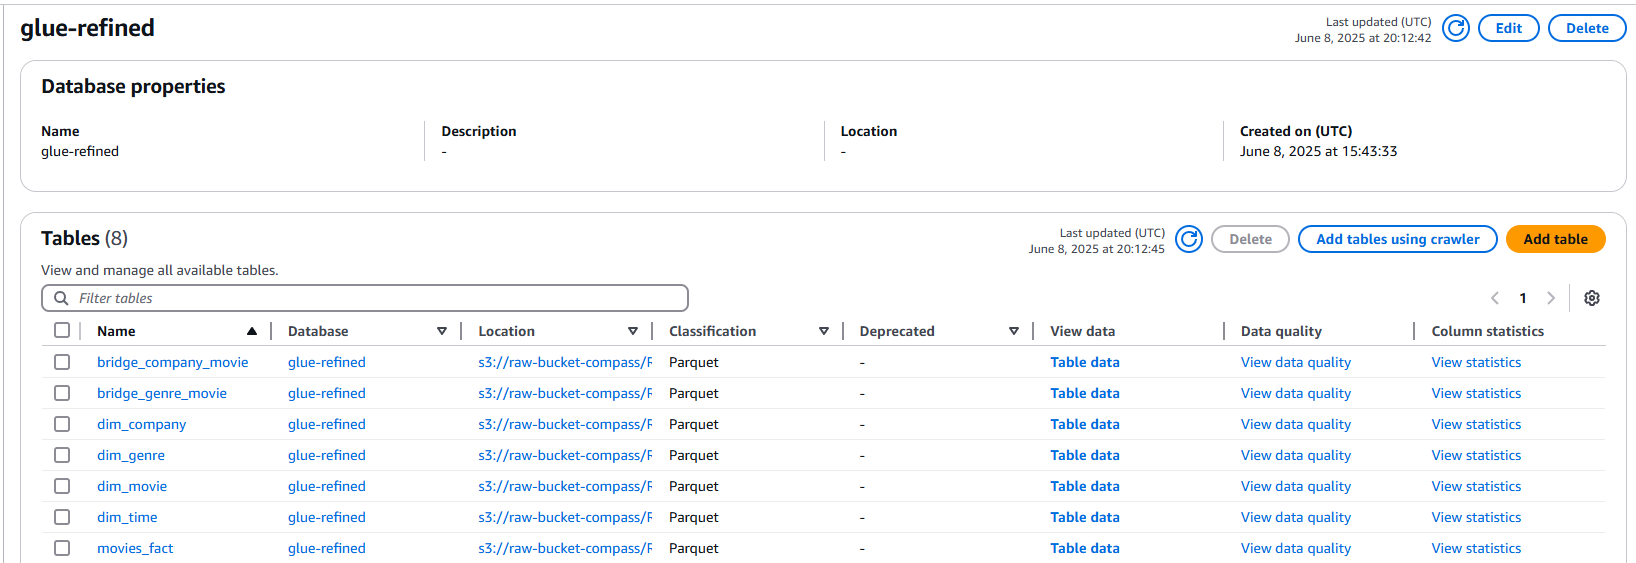 glue-refined
Last updated (UTC)
June 8, 2025 at 20:12:42
Edit
Delete
Database properties
Name
glue-refined
Description
-
Location
-
Created on (UTC)
June 8, 2025 at 15:43:33
Tables (8)
Last updated (UTC)
June 8, 2025 at 20:12:45
Delete
Add tables using crawler
Add table
View and manage all available tables.
Filter tables
1
Name Database Location Classification Deprecated View data Data quality Column statistics
bridge_company_movie glue-refined s3://raw-bucket-compass/R Parquet - Table data View data quality View statistics
bridge_genre_movie glue-refined s3://raw-bucket-compass/R Parquet - Table data View data quality View statistics
dim_company glue-refined s3://raw-bucket-compass/R Parquet - Table data View data quality View statistics
dim_genre glue-refined s3://raw-bucket-compass/R Parquet - Table data View data quality View statistics
dim_movie glue-refined s3://raw-bucket-compass/R Parquet - Table data View data quality View statistics
dim_time glue-refined s3://raw-bucket-compass/R Parquet - Table data View data quality View statistics
movies_fact glue-refined s3://raw-bucket-compass/R Parquet - Table data View data quality View statistics